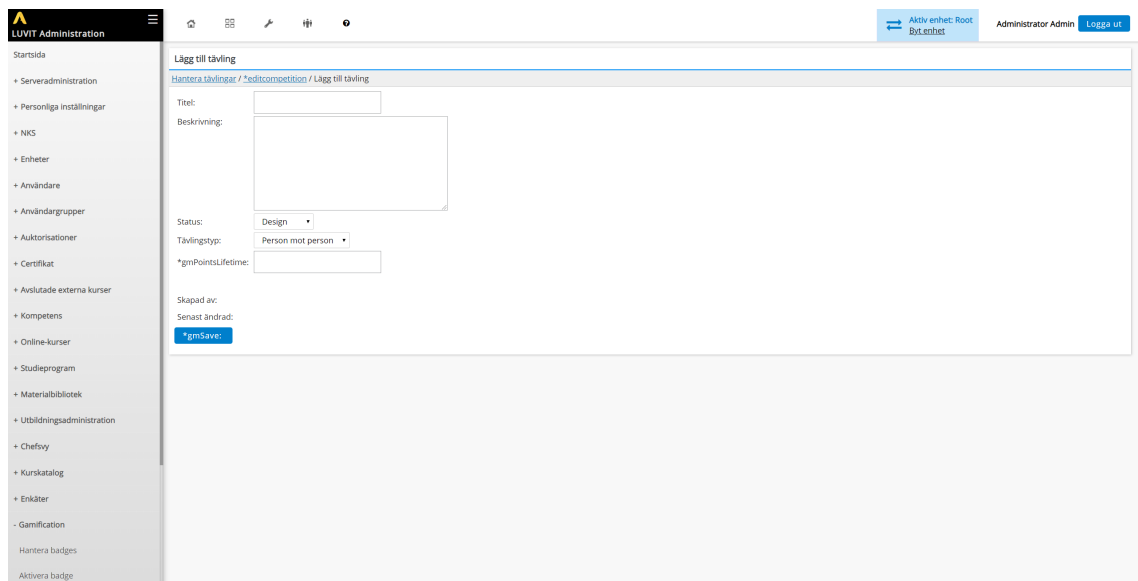 LUVIT Administration
Aktiv enhet: Root
Byt enhet
Administrator Admin
Logga ut
Startsida
+ Serveradministration
+ Personliga inställningar
+ NKS
+ Enheter
+ Användare
+ Användargrupper
+ Auktorisationer
+ Certifikat
+ Avslutade externa kurser
+ Kompetens
+ Online-kurser
+ Studieprogram
+ Materialbibliotek
+ Utbildningsadministration
+ Chefsvy
+ Kurskatalog
+ Enkäter
- Gamification
Hantera badges
Aktivera badge
Lägg till tävling
Hantera tävlingar / *editcompetition / Lägg till tävling
Titel:
Beskrivning:
Status: Design
Tävlingstyp: Person mot person
*gmPointsLifetime:
Skapad av:
Senast ändrad:
*gmSave: